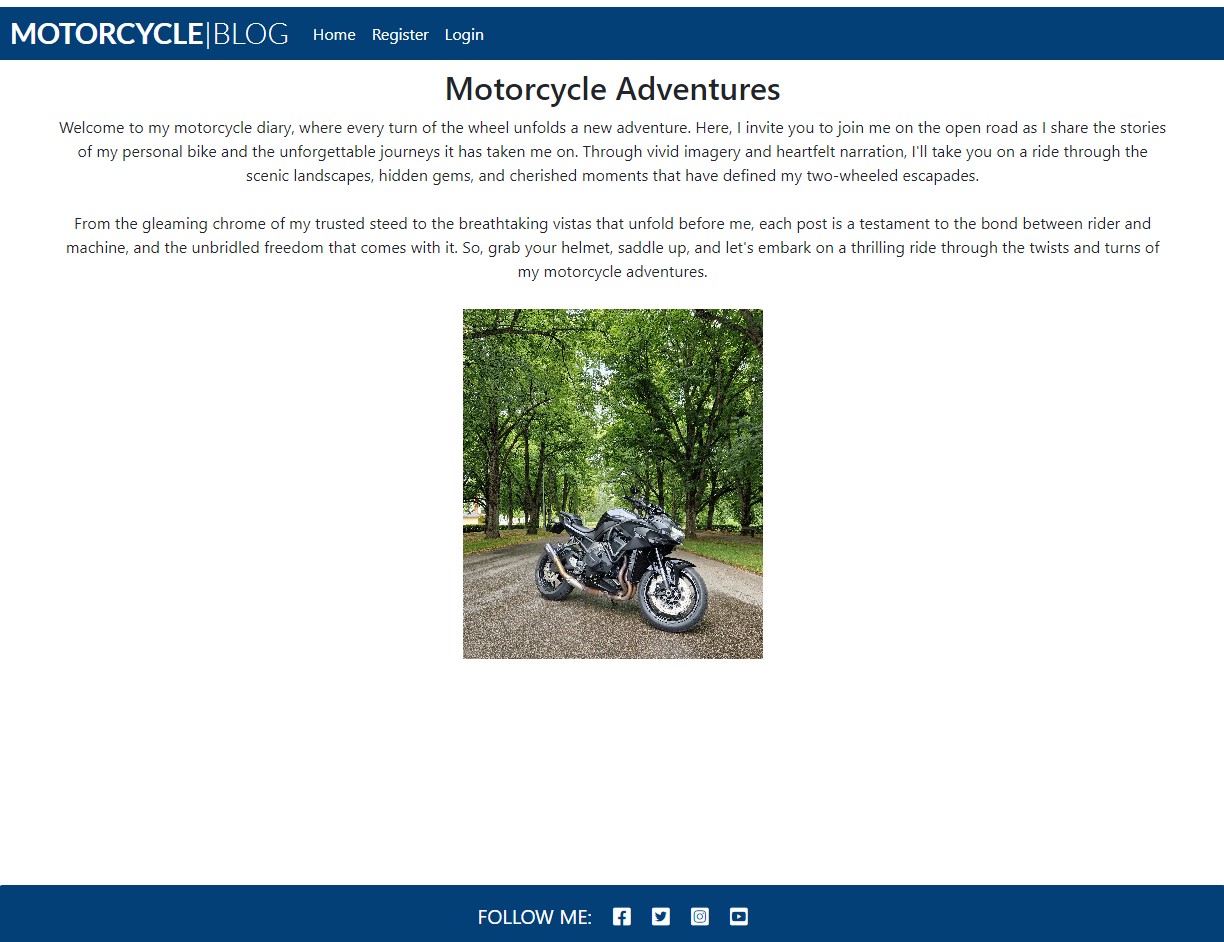 MOTORCYCLE|BLOG Home Register Login
Motorcycle Adventures
Welcome to my motorcycle diary, where every turn of the wheel unfolds a new adventure. Here, I invite you to join me on the open road as I share the stories
of my personal bike and the unforgettable journeys it has taken me on. Through vivid imagery and heartfelt narration, I'll take you on a ride through the
scenic landscapes, hidden gems, and cherished moments that have defined my two-wheeled escapades.
From the gleaming chrome of my trusted steed to the breathtaking vistas that unfold before me, each post is a testament to the bond between rider and
machine, and the unbridled freedom that comes with it. So, grab your helmet, saddle up, and let's embark on a thrilling ride through the twists and turns of
my motorcycle adventures.
FOLLOW ME: